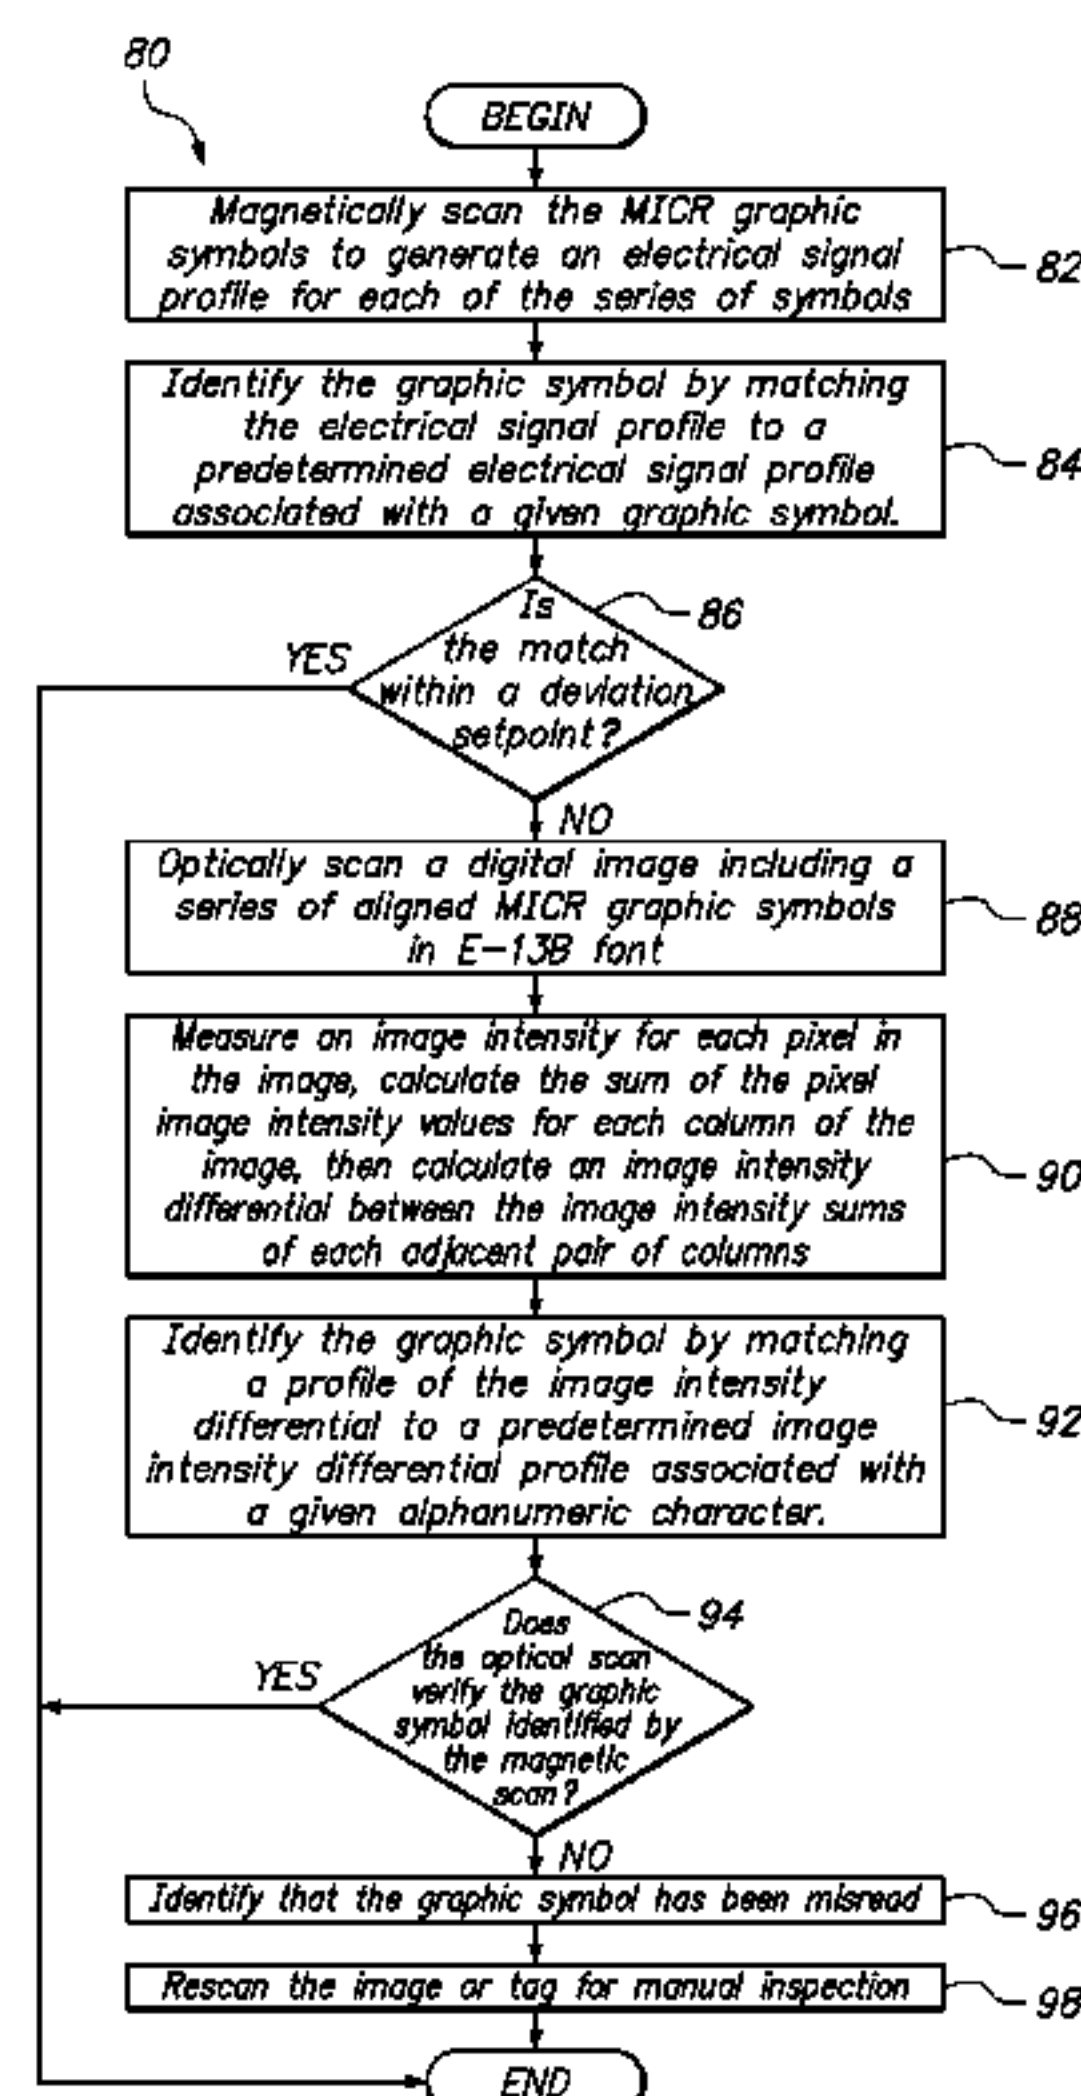 80
BEGIN
Magnetically scan the MICR graphic
symbols to generate an electrical signal
profile for each of the series of symbols
82
Identify the graphic symbol by matching
the electrical signal profile to a
predetermined electrical signal profile
associated with a given graphic symbol.
84
Is
the match
within a deviation
setpoint?
86
YES
NO
Optically scan a digital image including a
series of aligned MICR graphic symbols
in E-13B font
88
Measure an image intensity for each pixel in
the image, calculate the sum of the pixel
image intensity values for each column of the
image, then calculate an image intensity
differential between the image intensity sums
of each adjacent pair of columns
90
Identify the graphic symbol by matching
a profile of the image intensity
differential to a predetermined image
intensity differential profile associated with
a given alphanumeric character.
92
Does
the optical scan
verify the graphic
symbol identified by
the magnetic
scan?
94
YES
NO
Identify that the graphic symbol has been misread
96
Rescan the image or tag for manual inspection
98
END